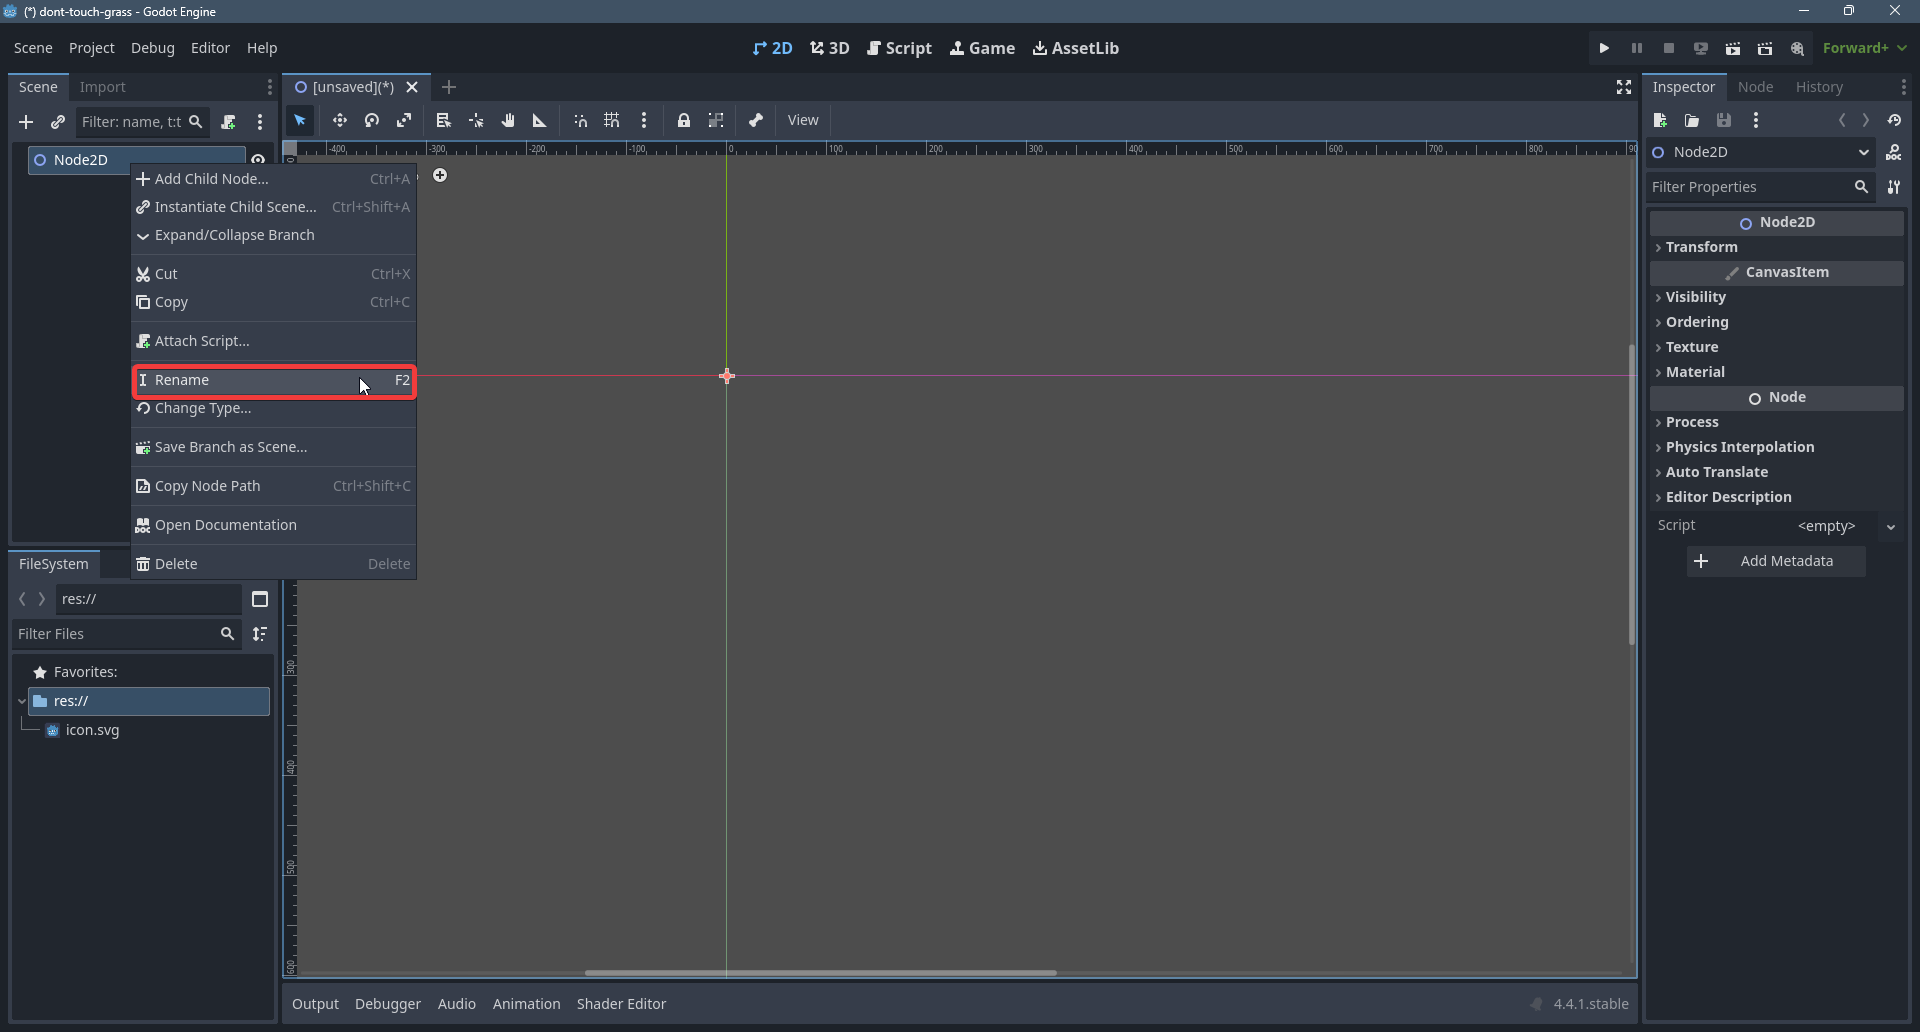 (*) dont-touch-grass - Godot Engine
Scene Project Debug Editor Help
2D 3D Script Game AssetLib
Forward+
Scene Import
[unsaved](*)
Inspector Node History
Filter: name, t:t
View
Node2D
-400 -300 -200 -100 0 100 200 300 400 500 600 700 800 90
0
300
400
500
600
Add Child Node... Ctrl+A
Instantiate Child Scene... Ctrl+Shift+A
Expand/Collapse Branch
Cut Ctrl+X
Copy Ctrl+C
Attach Script...
Rename F2
Change Type...
Save Branch as Scene...
Copy Node Path Ctrl+Shift+C
Open Documentation
Delete Delete
FileSystem
res://
Filter Files
Favorites:
res://
icon.svg
Node2D
DOC
Filter Properties
Node2D
Transform
CanvasItem
Visibility
Ordering
Texture
Material
Node
Process
Physics Interpolation
Auto Translate
Editor Description
Script <empty>
Add Metadata
Output Debugger Audio Animation Shader Editor
4.4.1.stable